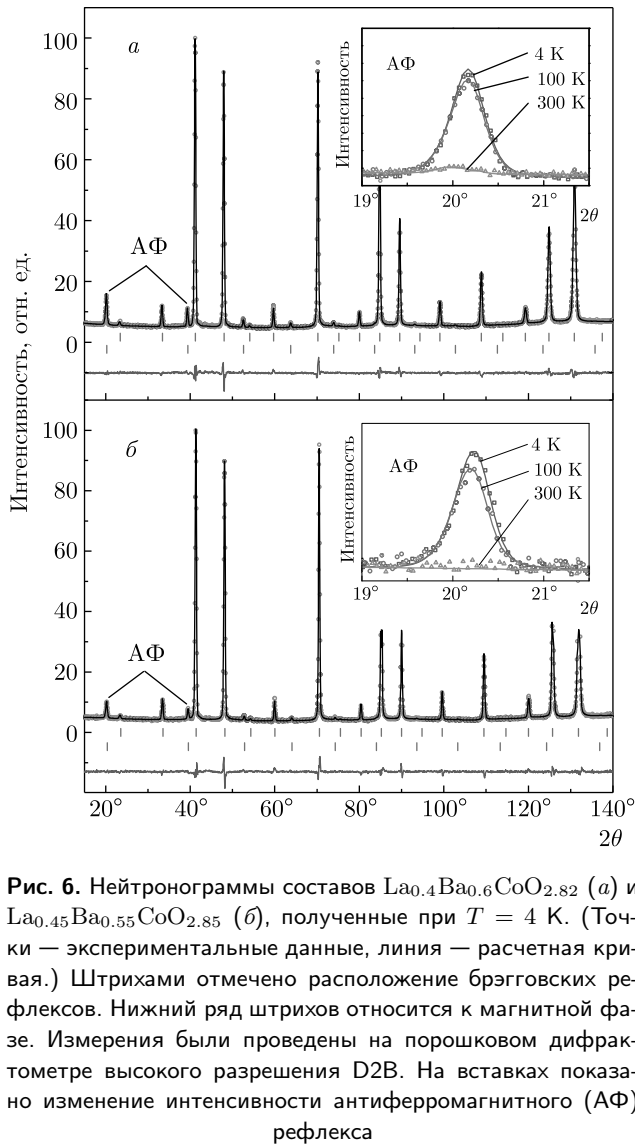 100
80
60
40
20
0
а
АФ
Интенсивность
АФ
4 K
100 K
300 K
19°
20°
21°
2θ
Интенсивность, отн. ед.
100
80
60
40
20
0
б
АФ
Интенсивность
АФ
4 K
100 K
300 K
19°
20°
21°
2θ
20°
40°
60°
80°
100°
120°
140°
2θ
Рис. 6. Нейтронограммы составов La0.4Ba0.6CoO2.82 (а) и
La0.45Ba0.55CoO2.85 (б), полученные при T = 4 К. (Точ-
ки — экспериментальные данные, линия — расчетная кри-
вая.) Штрихами отмечено расположение брэгговских ре-
флексов. Нижний ряд штрихов относится к магнитной фа-
зе. Измерения были проведены на порошковом дифрак-
тометре высокого разрешения D2B. На вставках показа-
но изменение интенсивности антиферромагнитного (АФ)
рефлекса